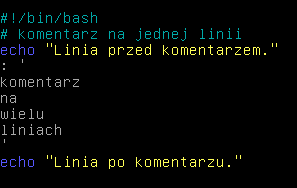 #!/bin/bash
# komentarz na jednej linii
echo "Linia przed komentarzem."
: '
komentarz
na
wielu
liniach
'
echo "Linia po komentarzu."